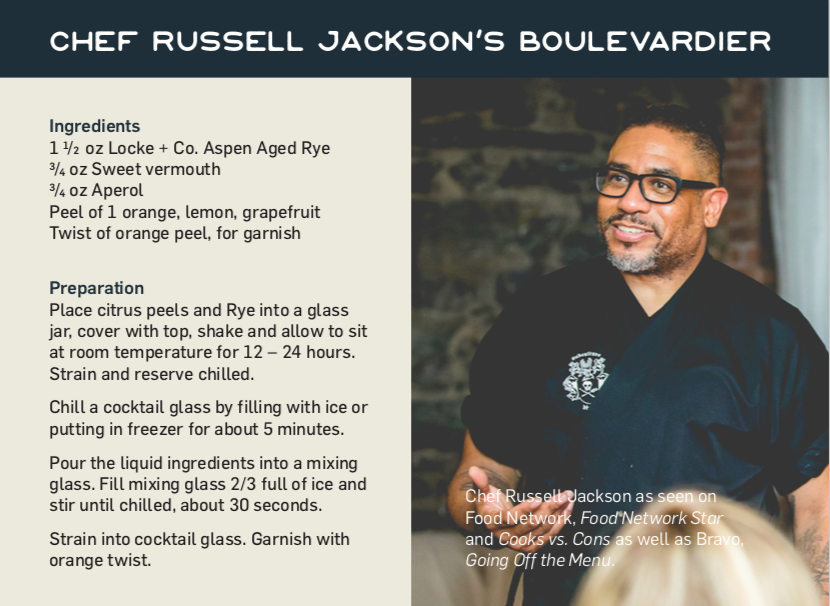 CHEF RUSSELL JACKSON'S BOULEVARDIER
Ingredients
1 1/2 oz Locke + Co. Aspen Aged Rye
3/4 oz Sweet vermouth
3/4 oz Aperol
Peel of 1 orange, lemon, grapefruit
Twist of orange peel, for garnish
Preparation
Place citrus peels and Rye into a glass
jar, cover with top, shake and allow to sit
at room temperature for 12 – 24 hours.
Strain and reserve chilled.
Chill a cocktail glass by filling with ice or
putting in freezer for about 5 minutes.
Pour the liquid ingredients into a mixing
glass. Fill mixing glass 2/3 full of ice and
stir until chilled, about 30 seconds.
Strain into cocktail glass. Garnish with
orange twist.
Subculture
Chef Russell Jackson as seen on
Food Network, Food Network Star
and Cooks vs. Cons as well as Bravo,
Going Off the Menu.